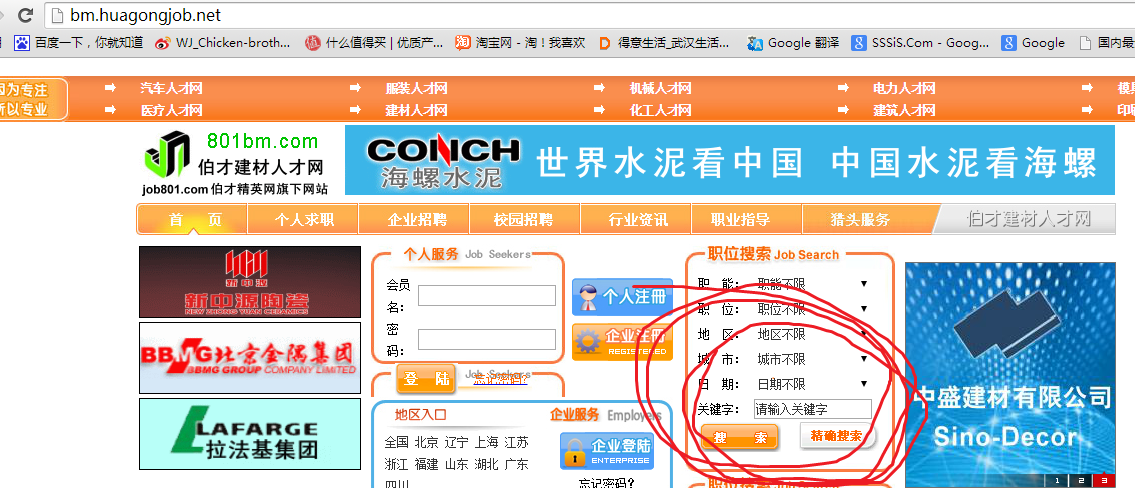 bm.huagongjob.net
百度一下，你就知道 WJ_Chicken-broth... 什么值得买 | 优质产... 淘宝网 - 淘！我喜欢 得意生活_武汉生活... Google 翻译 SSSiS.Com - Goog... Google 国内最
因为专注 汽车人才网 服装人才网 机械人才网 电力人才网
所以专业 医疗人才网 建材人才网 化工人才网 建筑人才网
801bm.com
伯才建材人才网
job801.com 伯才精英网旗下网站
CONCH
海螺水泥
世界水泥看中国 中国水泥看海螺
首 页 个人求职 企业招聘 校园招聘 行业资讯 职业指导 猎头服务 伯才建材人才网
新中源陶瓷
NEW ZHONG YUAN CERAMICS
BBMG北京金隅集团
BBMG GROUP COMPANY LIMITED
LAFARGE
拉法基集团
个人服务 Job Seekers
会员
名：
密
码：
登 陆
Job Seekers
忘记密码?
个人注册
企业注册
REGISTERED
地区入口
全国 北京 辽宁 上海 江苏
浙江 福建 山东 湖北 广东
四川
企业服务 Employers
企业登陆
ENTERPRISE
忘记密码?
职位搜索 Job Search
职 能： 职能不限
职 位： 职位不限
地 区： 地区不限
城 市： 城市不限
日 期： 日期不限
关键字： 请输入关键字
搜 索 精确搜索
职位搜索 Job Search
中盛建材有限公司
Sino-Decor
1 2 3